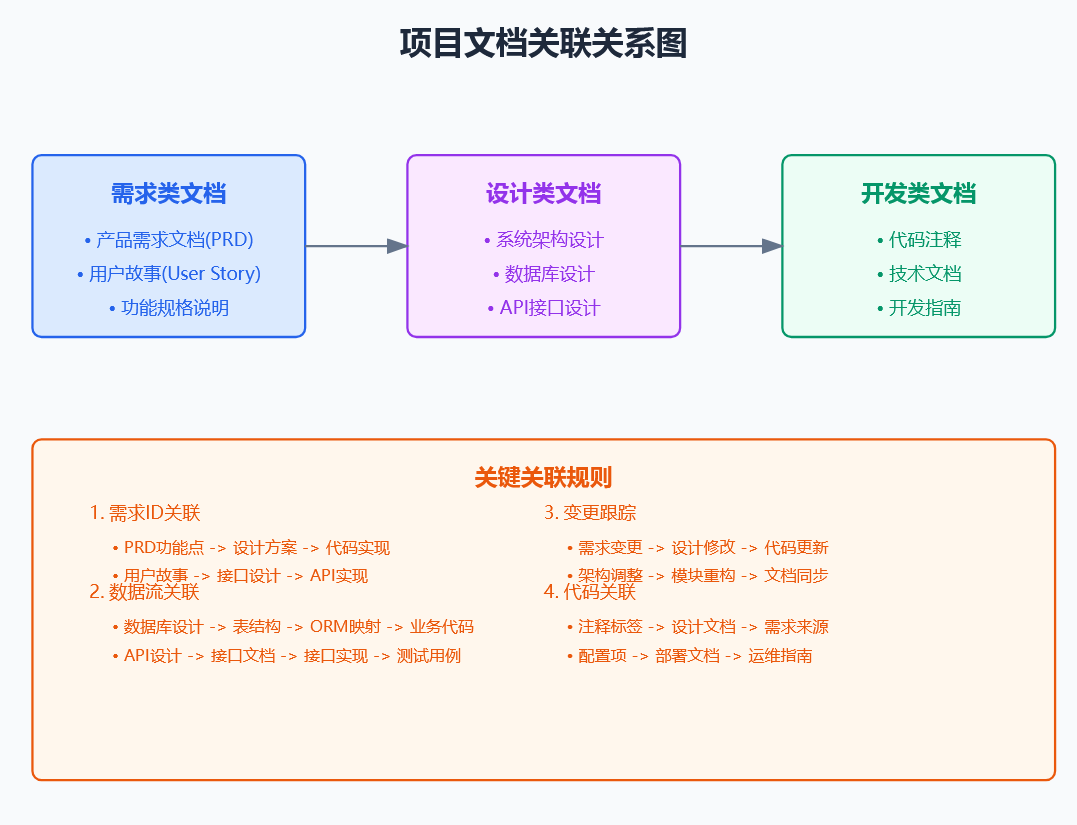 项目文档关联关系图
需求类文档
• 产品需求文档(PRD)
• 用户故事(User Story)
• 功能规格说明
设计类文档
• 系统架构设计
• 数据库设计
• API接口设计
开发类文档
• 代码注释
• 技术文档
• 开发指南
关键关联规则
1. 需求ID关联
• PRD功能点 -> 设计方案 -> 代码实现
• 用户故事 -> 接口设计 -> API实现
2. 数据流关联
• 数据库设计 -> 表结构 -> ORM映射 -> 业务代码
• API设计 -> 接口文档 -> 接口实现 -> 测试用例
3. 变更跟踪
• 需求变更 -> 设计修改 -> 代码更新
• 架构调整 -> 模块重构 -> 文档同步
4. 代码关联
• 注释标签 -> 设计文档 -> 需求来源
• 配置项 -> 部署文档 -> 运维指南